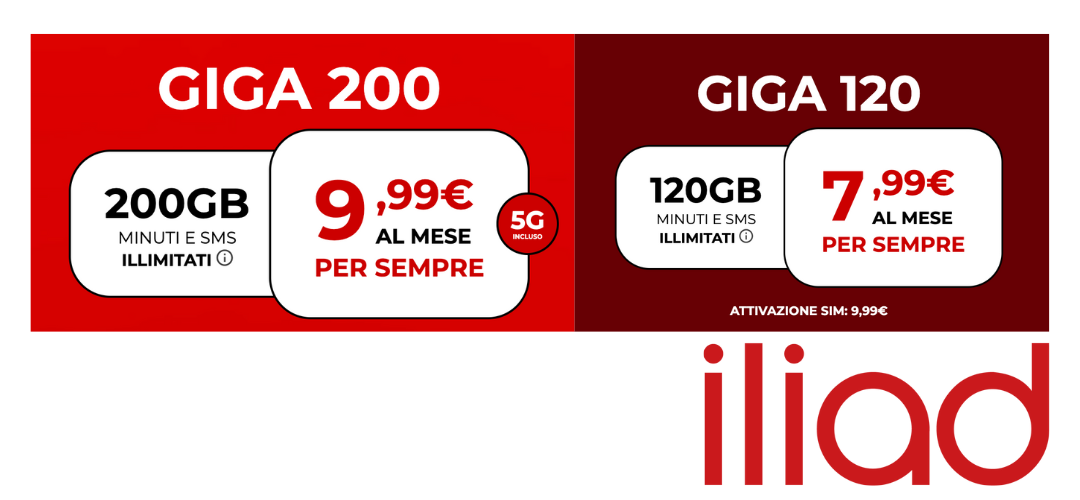 GIGA 200
200GB
MINUTI E SMS
ILLIMITATI
9,99€
AL MESE
PER SEMPRE
5G
INCLUSO
GIGA 120
120GB
MINUTI E SMS
ILLIMITATI
7,99€
AL MESE
PER SEMPRE
ATTIVAZIONE SIM: 9,99€
iliad